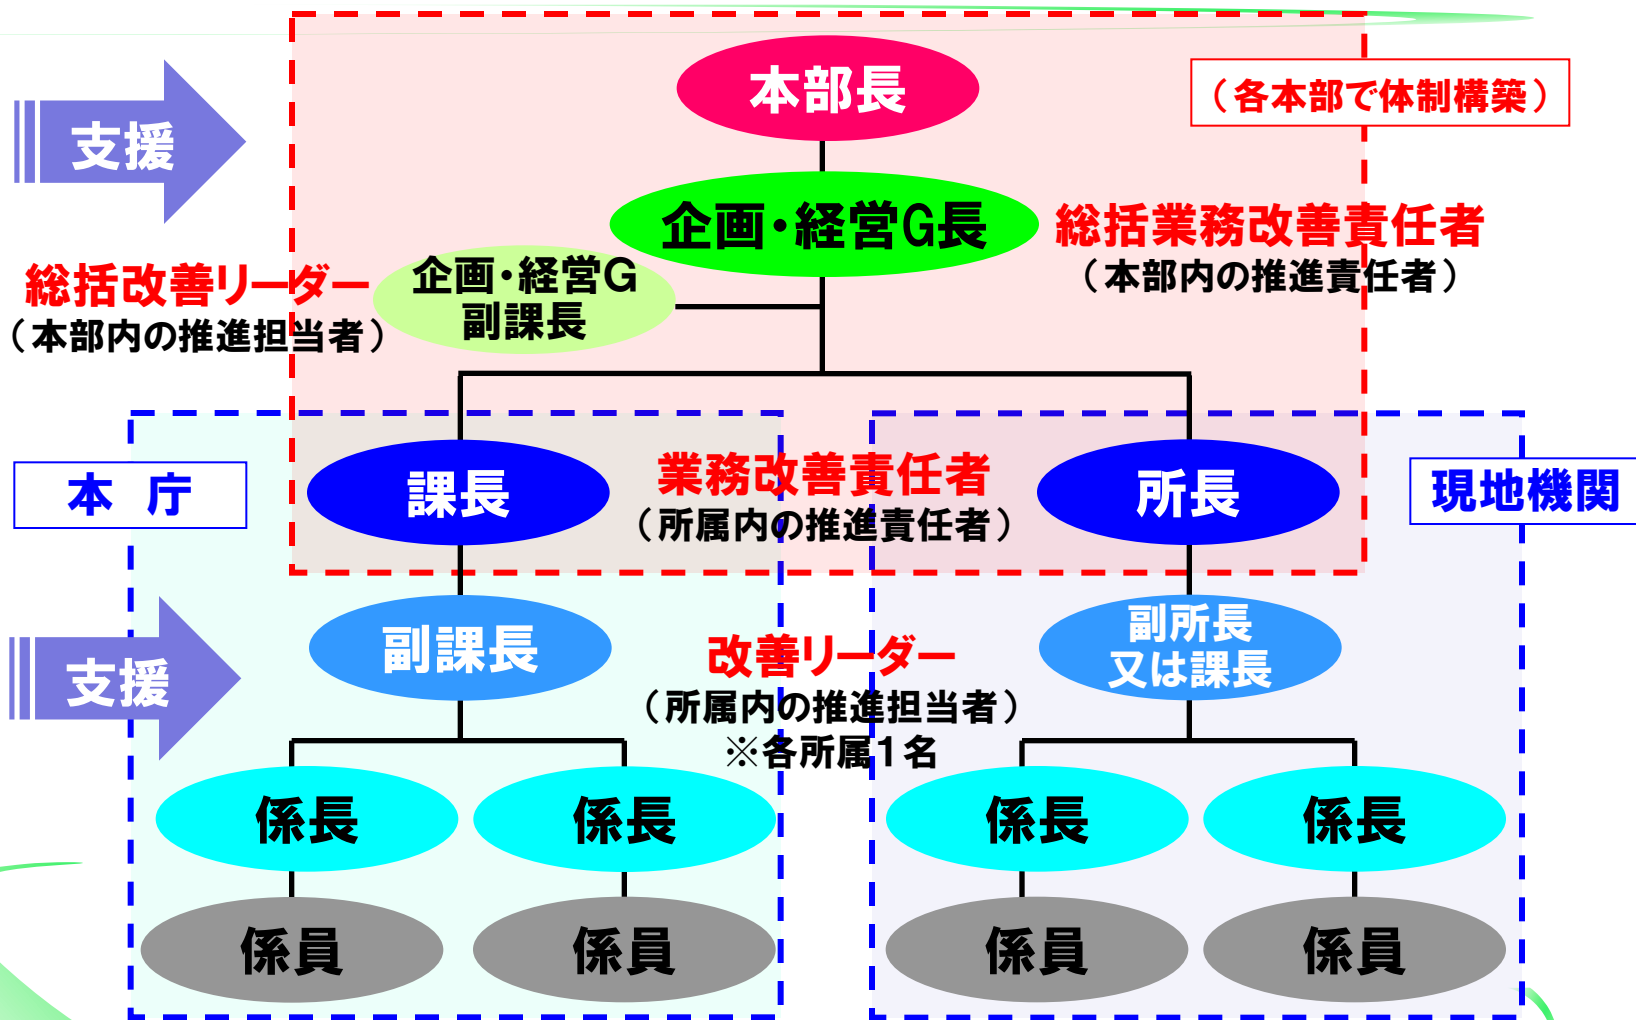 本部長
（各本部で体制構築）
支援
企画・経営G長
総括業務改善責任者
（本部内の推進責任者）
企画・経営G
副課長
総括改善リーダー
（本部内の推進担当者）
本　庁
課長
業務改善責任者
（所属内の推進責任者）
所長
現地機関
支援
副課長
改善リーダー
（所属内の推進担当者）
※各所属１名
副所長
又は課長
係長
係長
係長
係長
係員
係員
係員
係員